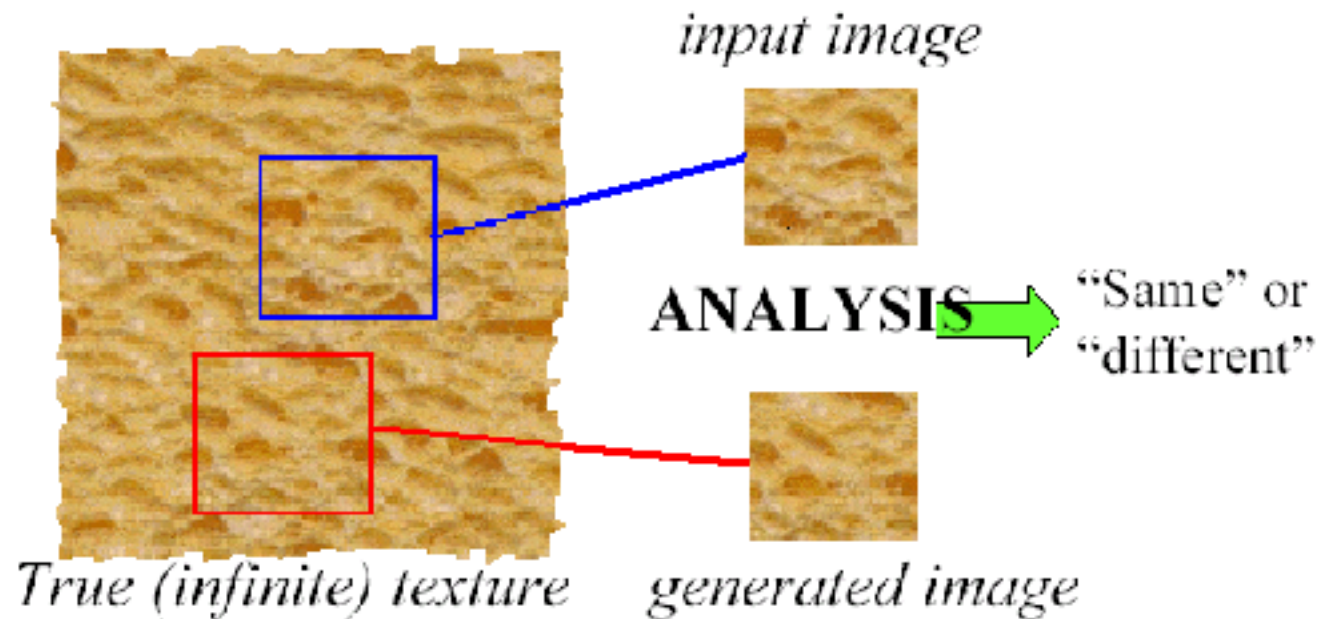 input image
ANALYSIS
“Same” or
“different”
True (infinite) texture
generated image